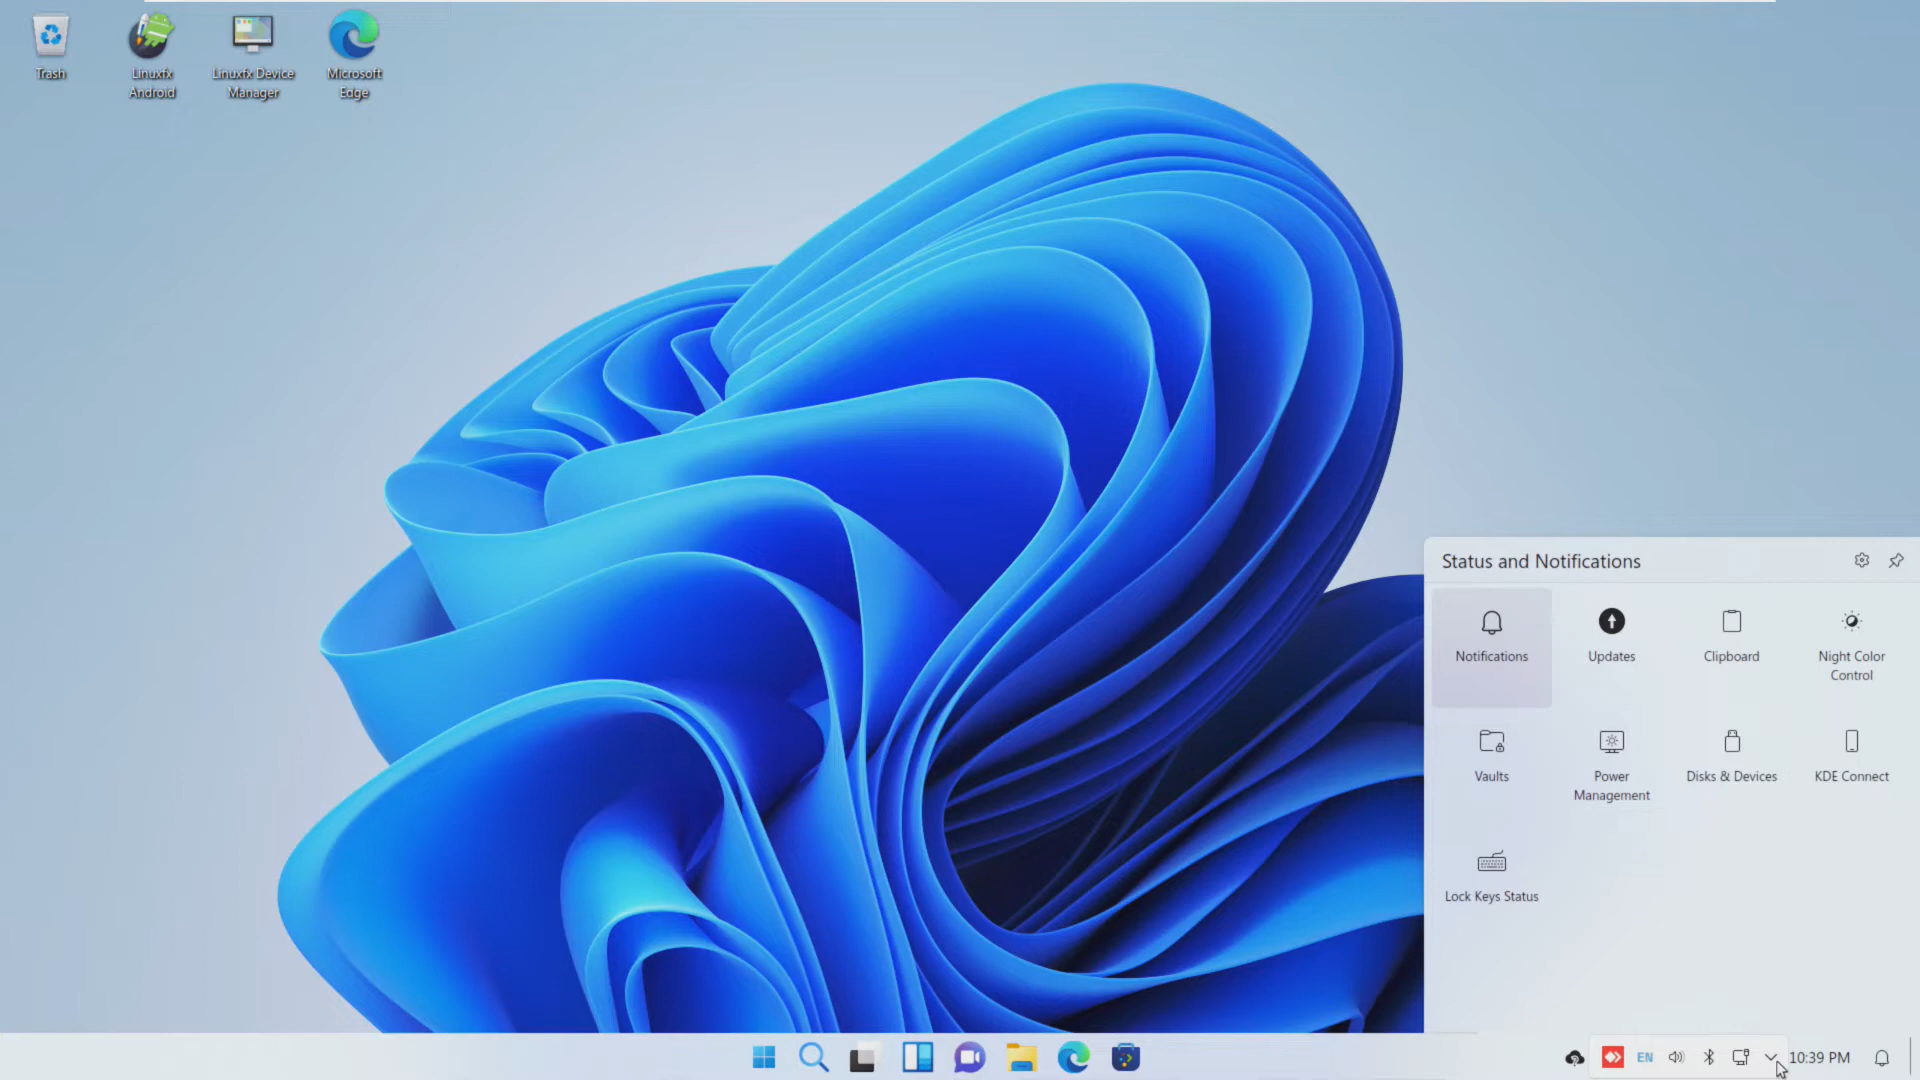 Trash
Linuxfx
Android
Linuxfx Device
Manager
Microsoft
Edge
Status and Notifications
Notifications
Updates
Clipboard
Night Color
Control
Vaults
Power
Management
Disks & Devices
KDE Connect
Lock Keys Status
EN
10:39 PM